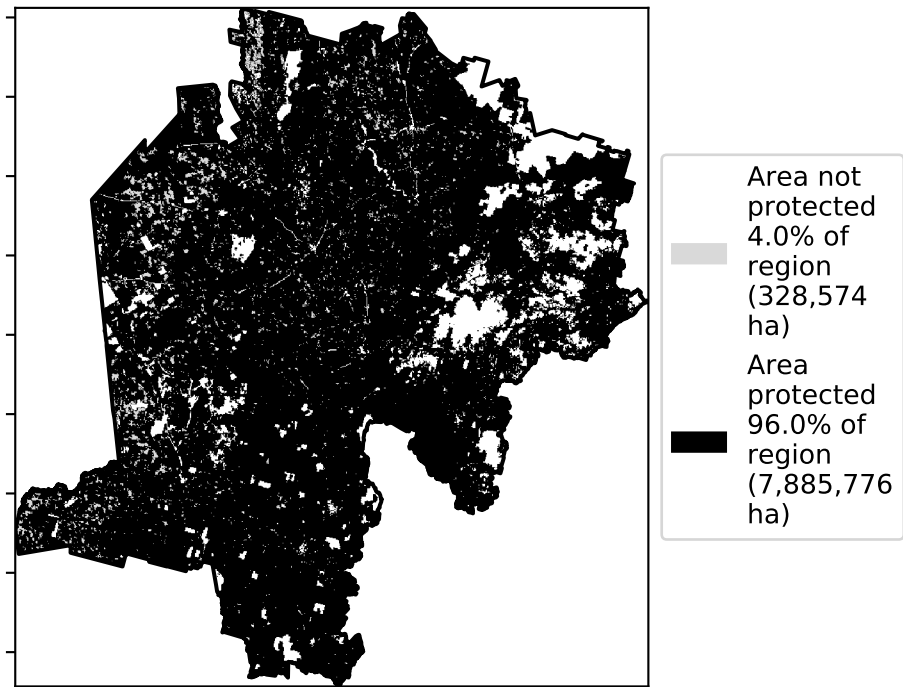 Area not
protected
4.0% of
region
(328,574
ha)
Area
protected
96.0% of
region
(7,885,776
ha)